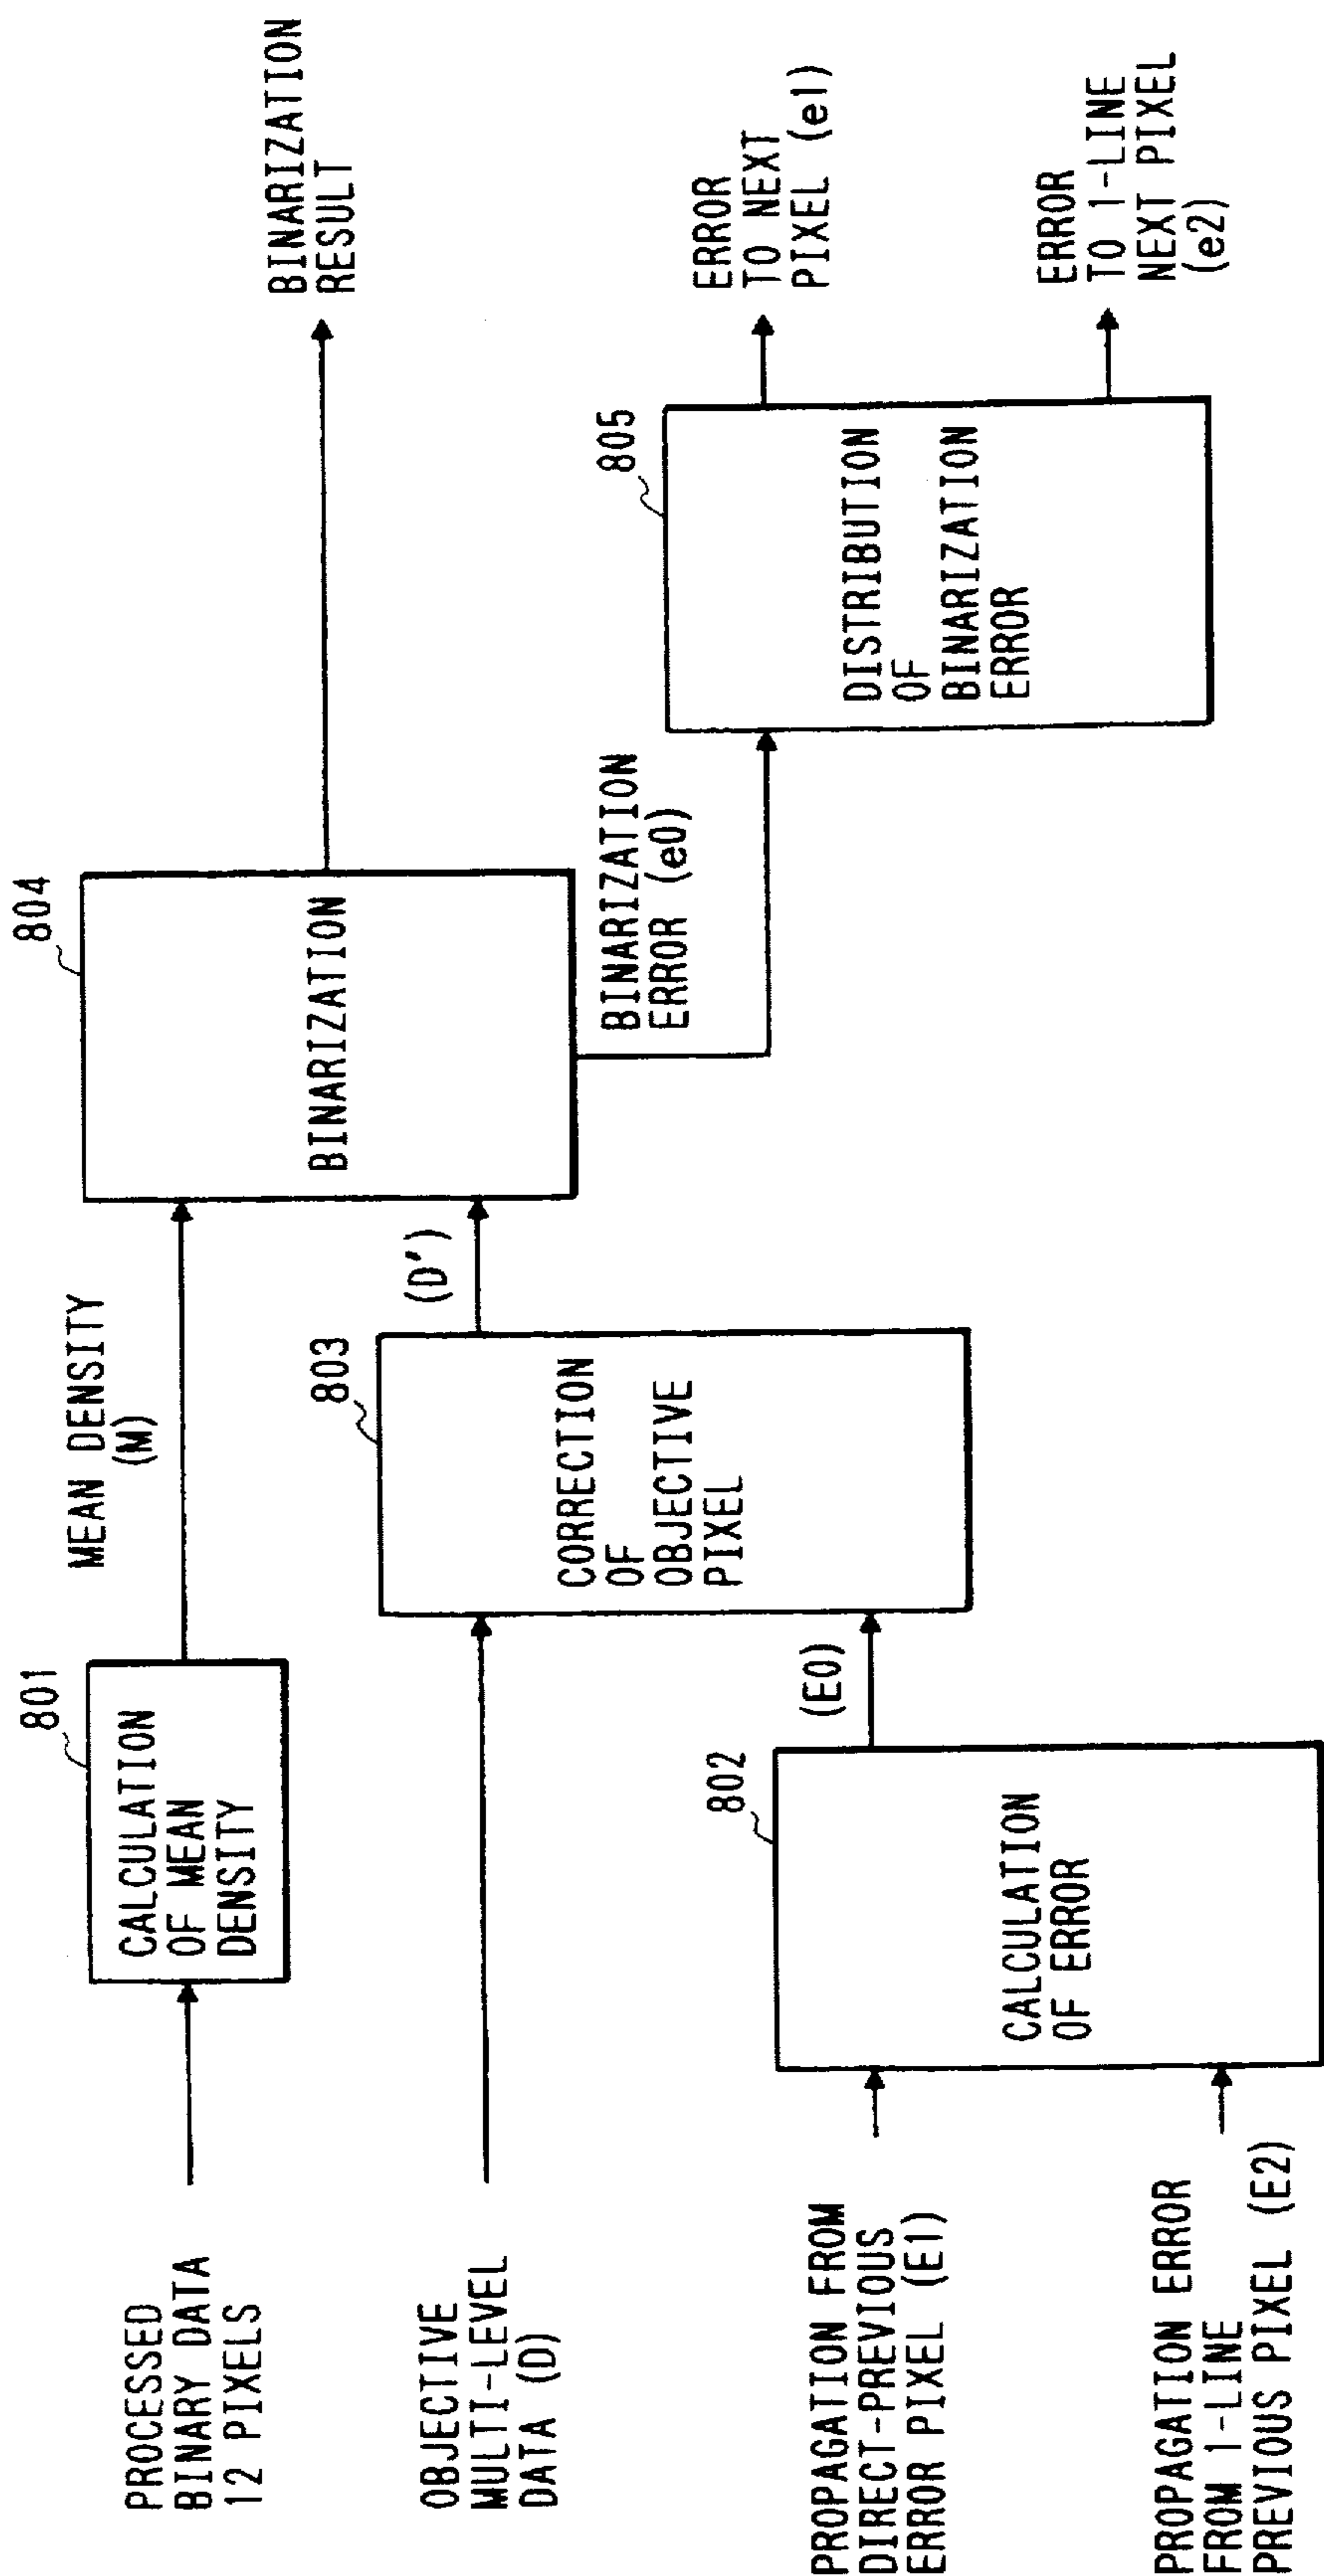 PROCESSED
BINARY DATA
12 PIXELS
801
CALCULATION
OF MEAN
DENSITY
MEAN DENSITY
(M)
804
BINARIZATION
BINARIZATION
RESULT
OBJECTIVE
MULTI-LEVEL
DATA (D)
803
CORRECTION
OF
OBJECTIVE
PIXEL
(D')
BINARIZATION
ERROR (e0)
805
DISTRIBUTION
OF
BINARIZATION
ERROR
ERROR
TO NEXT
PIXEL (e1)
ERROR
TO 1-LINE
NEXT PIXEL
(e2)
PROPAGATION FROM
DIRECT-PREVIOUS
ERROR PIXEL (E1)
PROPAGATION ERROR
FROM 1-LINE
PREVIOUS PIXEL (E2)
802
CALCULATION
OF ERROR
(E0)